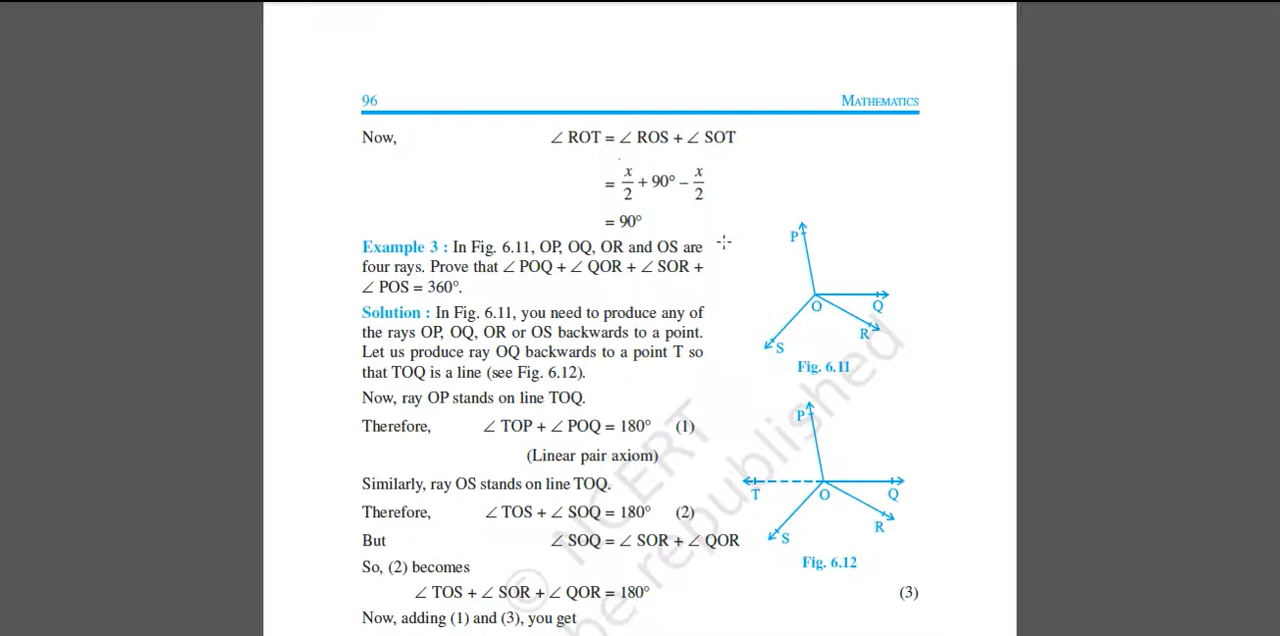 96 MATHEMATICS
Now, ∠ ROT = ∠ ROS + ∠ SOT
= x/2 + 90° – x/2
= 90°
Example 3 : In Fig. 6.11, OP, OQ, OR and OS are
four rays. Prove that ∠ POQ + ∠ QOR + ∠ SOR +
∠ POS = 360°.
Solution : In Fig. 6.11, you need to produce any of
the rays OP, OQ, OR or OS backwards to a point.
Let us produce ray OQ backwards to a point T so
that TOQ is a line (see Fig. 6.12).
Now, ray OP stands on line TOQ.
Therefore, ∠ TOP + ∠ POQ = 180° (1)
(Linear pair axiom)
Similarly, ray OS stands on line TOQ.
Therefore, ∠ TOS + ∠ SOQ = 180° (2)
But ∠ SOQ = ∠ SOR + ∠ QOR
So, (2) becomes
∠ TOS + ∠ SOR + ∠ QOR = 180° (3)
Now, adding (1) and (3), you get
P
O
Q
R
S
Fig. 6.11
P
T
O
Q
R
S
Fig. 6.12
© NCERT
be republished